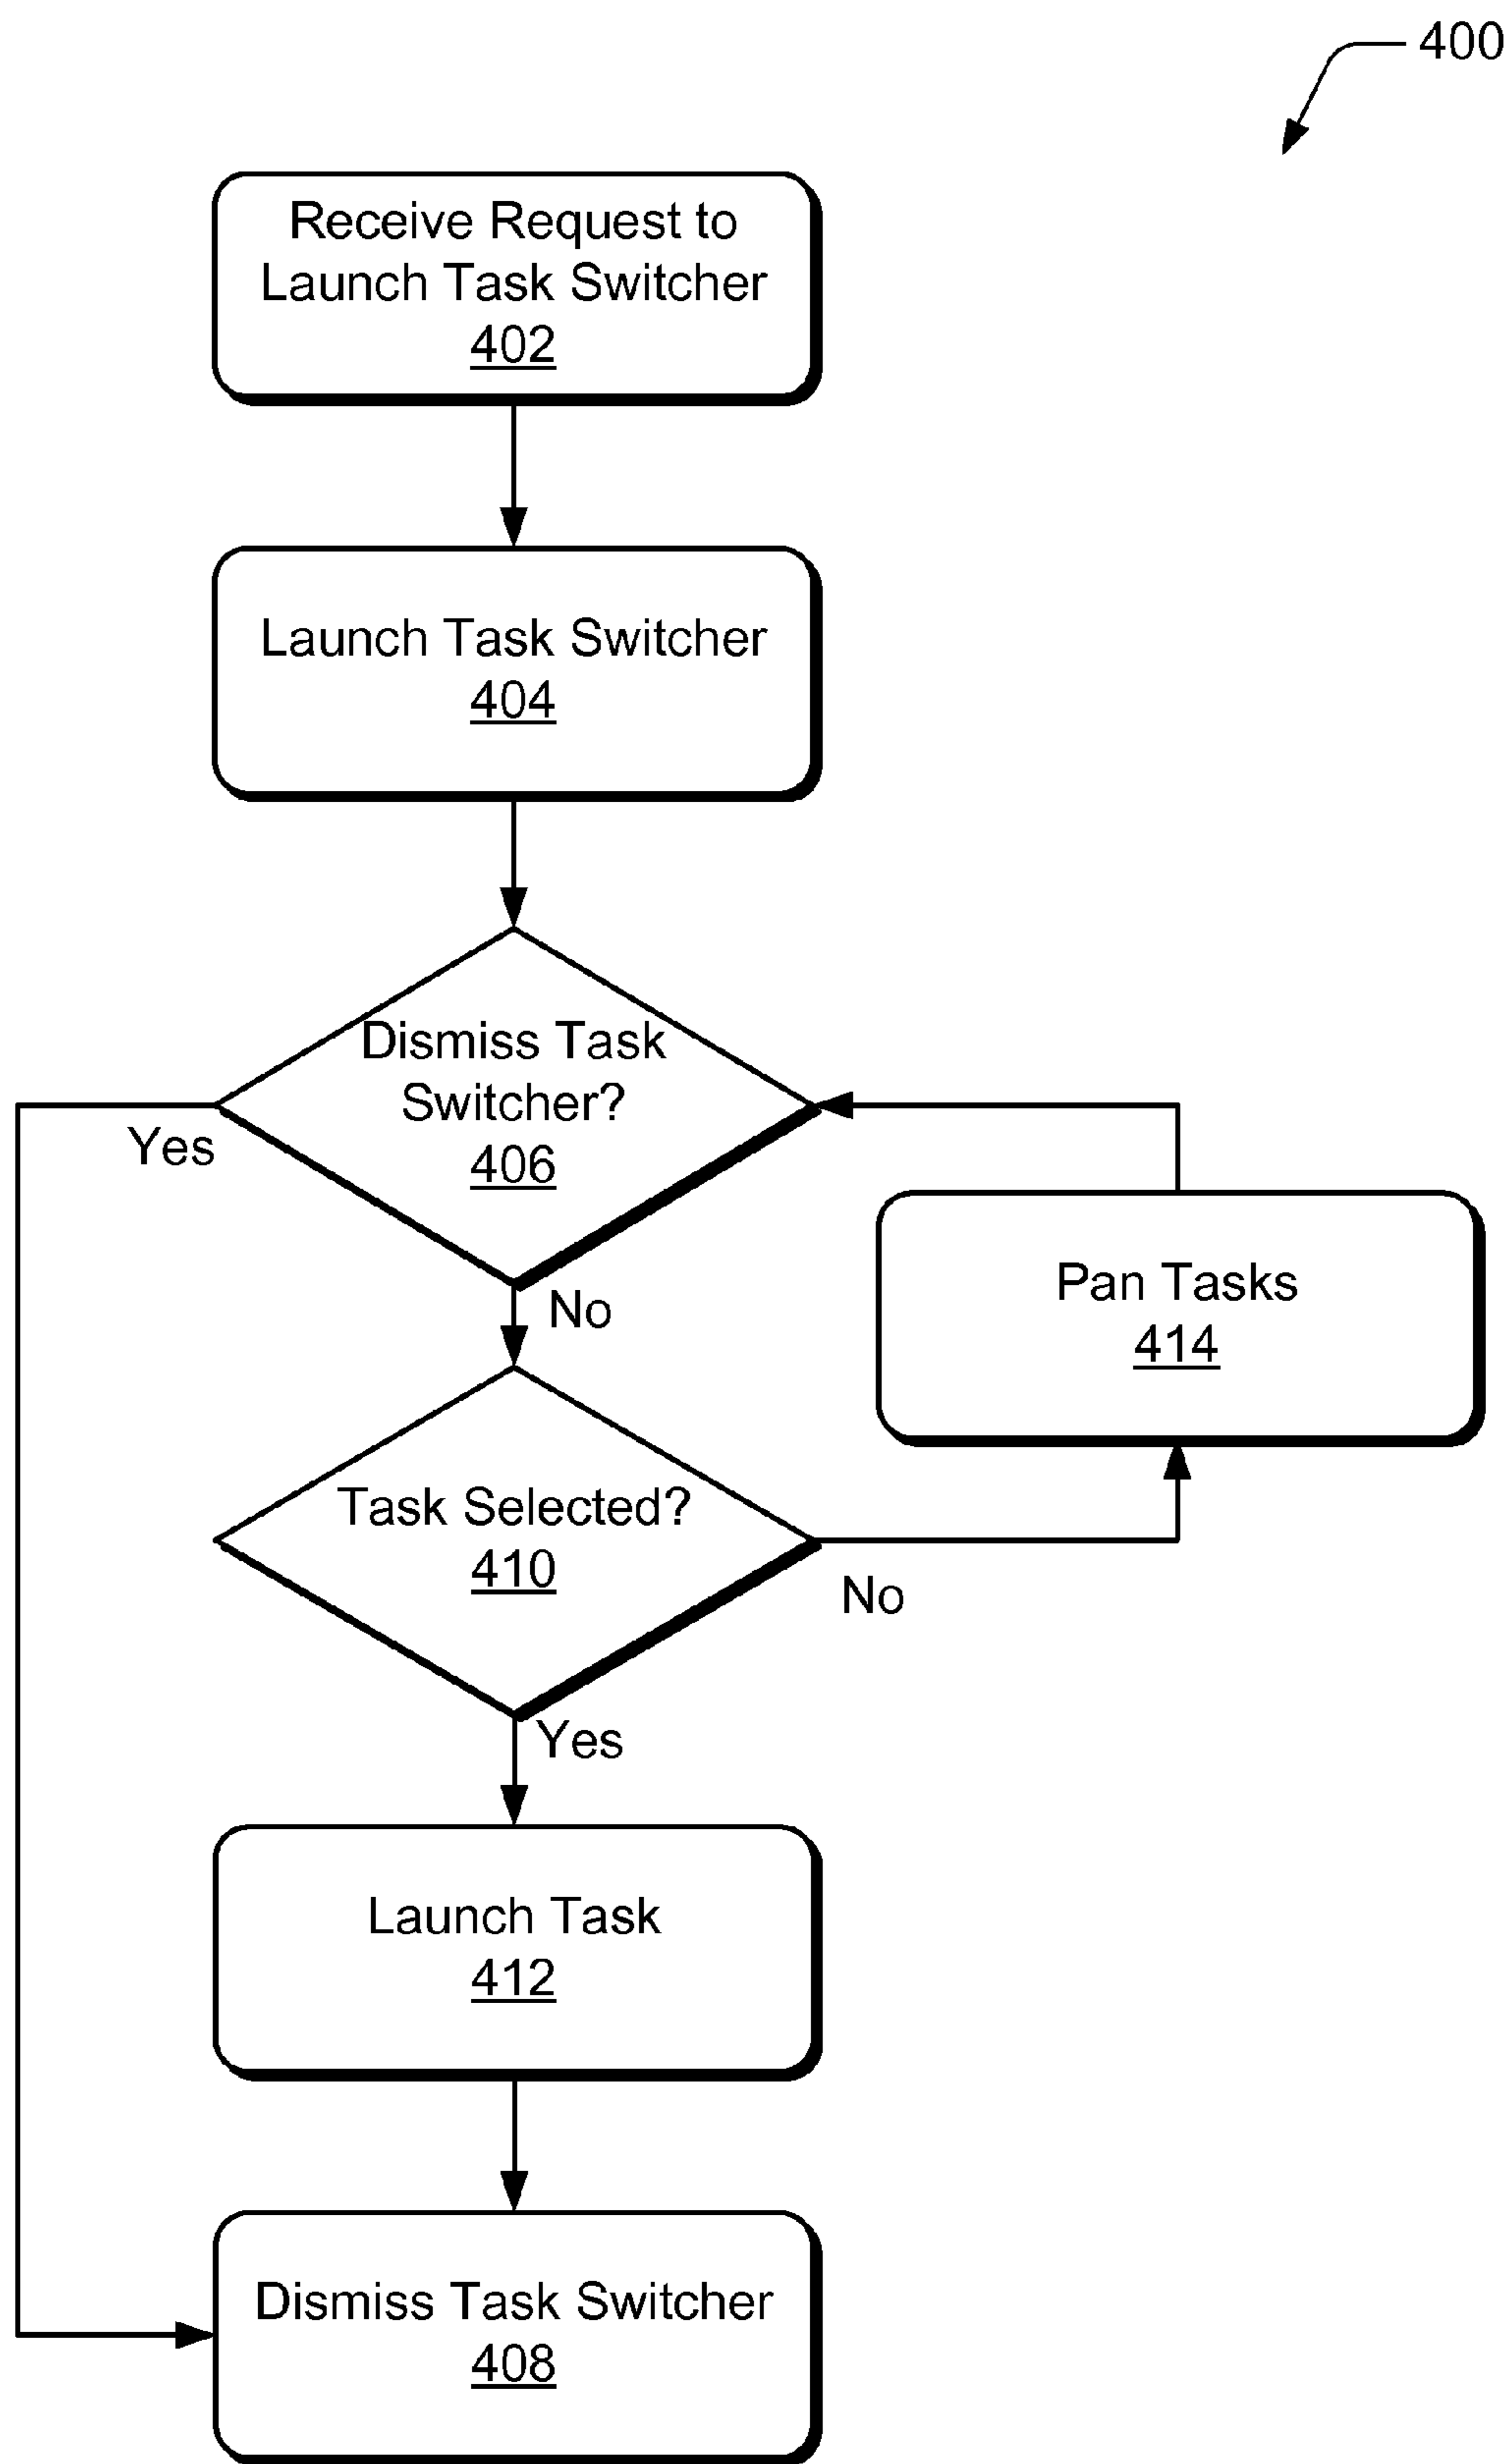 400
Receive Request to
Launch Task Switcher
402
Launch Task Switcher
404
Dismiss Task
Switcher?
406
Yes
No
Pan Tasks
414
Task Selected?
410
No
Yes
Launch Task
412
Dismiss Task Switcher
408